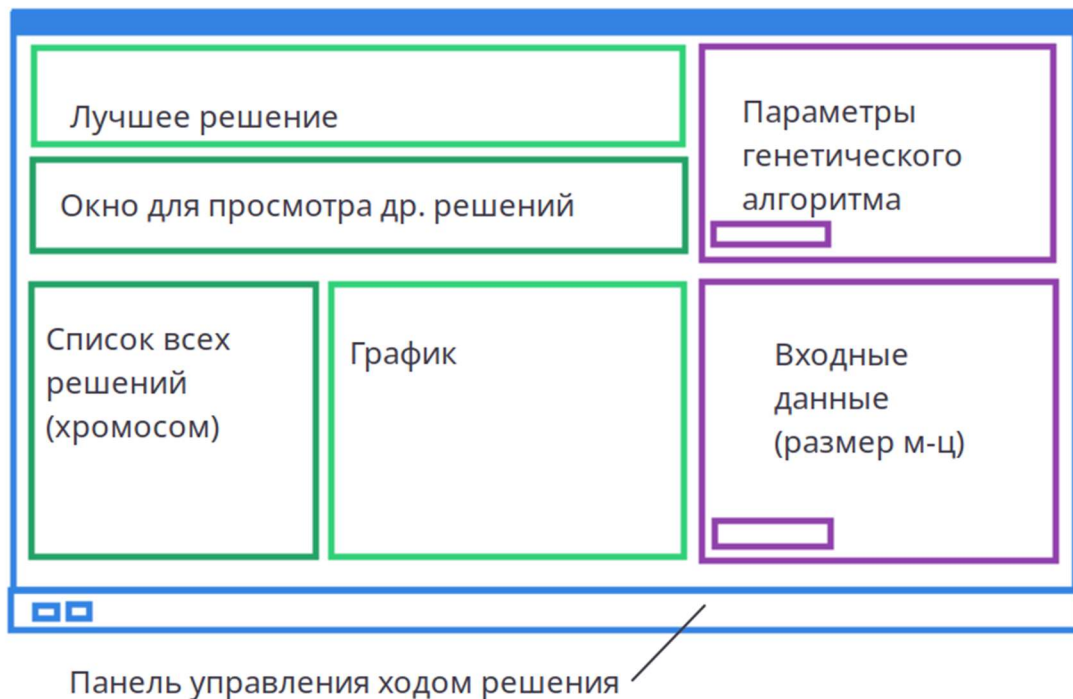 Лучшее решение
Окно для просмотра др. решений
Параметры
генетического
алгоритма
Список всех
решений
(хромосом)
График
Входные
данные
(размер м-ц)
Панель управления ходом решения